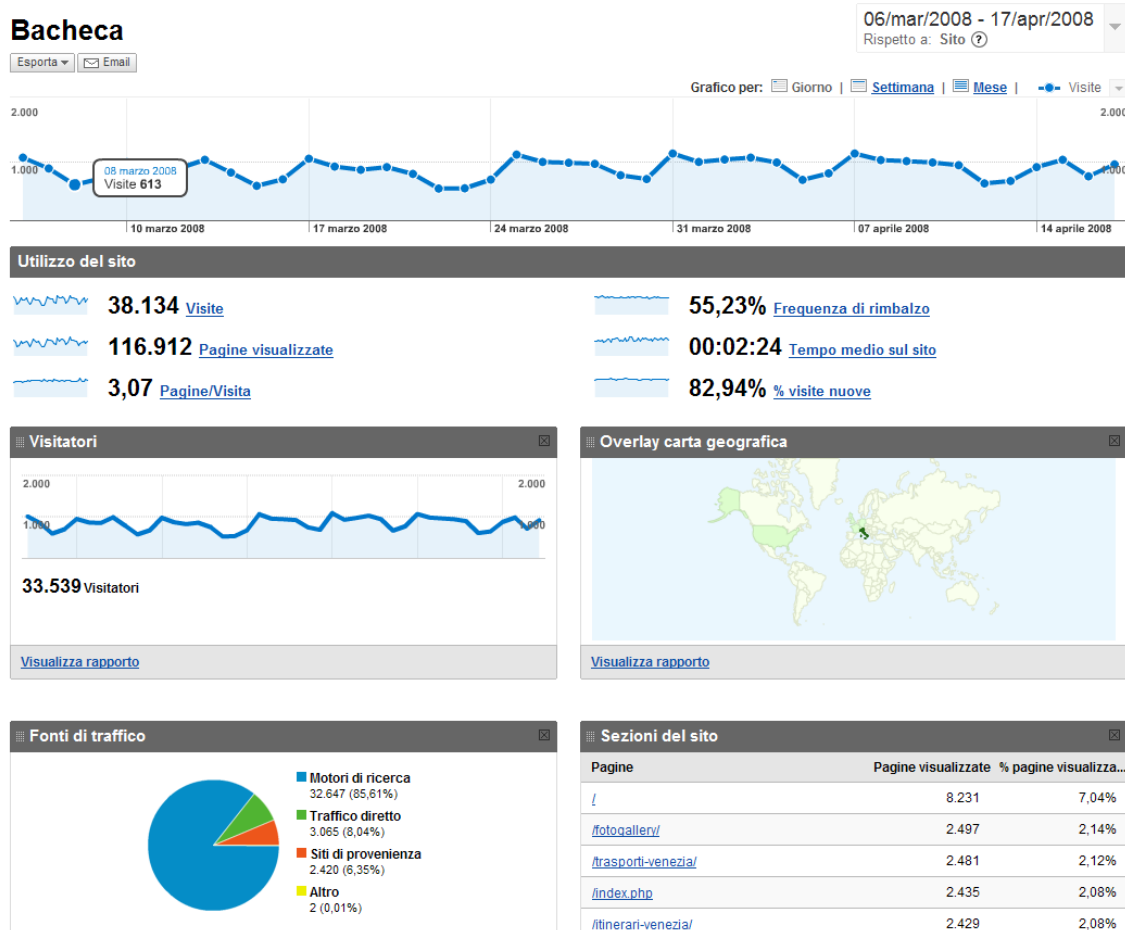 Bacheca
06/mar/2008 - 17/apr/2008
Rispetto a: Sito ?
Esporta Email
Grafico per: Giorno | Settimana | Mese | Visite
2.000 2.000
1.000 1.000
08 marzo 2008
Visite 613
10 marzo 2008 17 marzo 2008 24 marzo 2008 31 marzo 2008 07 aprile 2008 14 aprile 2008
Utilizzo del sito
38.134 Visite 55,23% Frequenza di rimbalzo
116.912 Pagine visualizzate 00:02:24 Tempo medio sul sito
3,07 Pagine/Visita 82,94% % visite nuove
Visitatori
2.000 2.000
1.000 1.000
33.539 Visitatori
Visualizza rapporto
Overlay carta geografica
Visualizza rapporto
Fonti di traffico
Motori di ricerca
32.647 (85,61%)
Traffico diretto
3.065 (8,04%)
Siti di provenienza
2.420 (6,35%)
Altro
2 (0,01%)
Sezioni del sito
Pagine Pagine visualizzate % pagine visualizza...
/ 8.231 7,04%
/fotogallery/ 2.497 2,14%
/trasporti-venezia/ 2.481 2,12%
/index.php 2.435 2,08%
/itinerari-venezia/ 2.429 2,08%